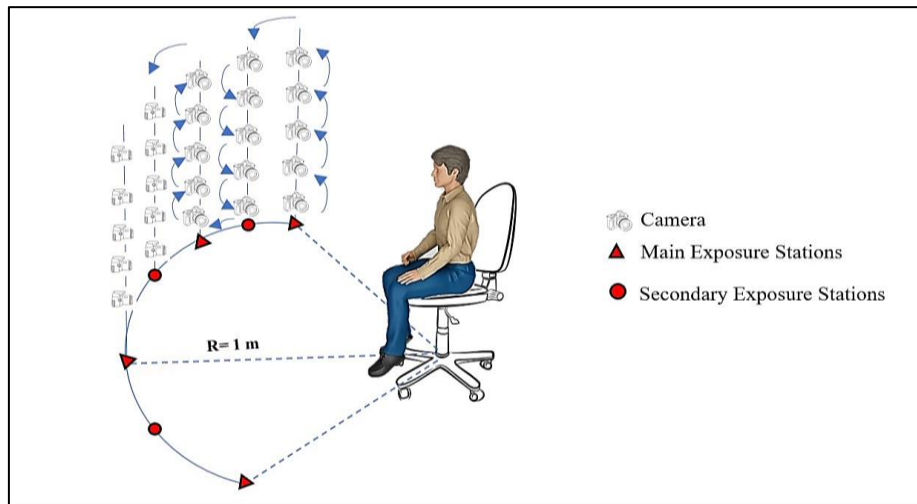 R= 1 m
Camera
Main Exposure Stations
Secondary Exposure Stations